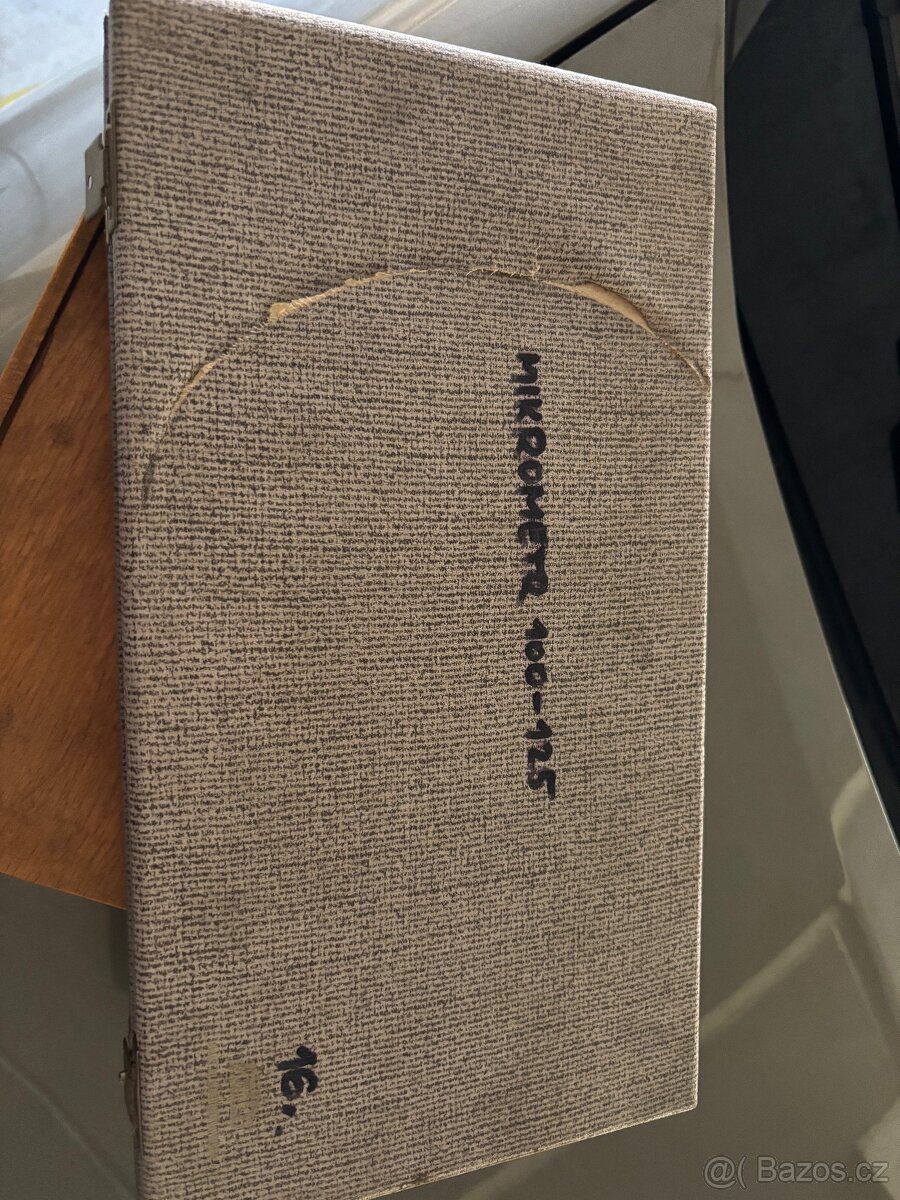 MIKROMETR 100-125
16.-
@( Bazos.cz